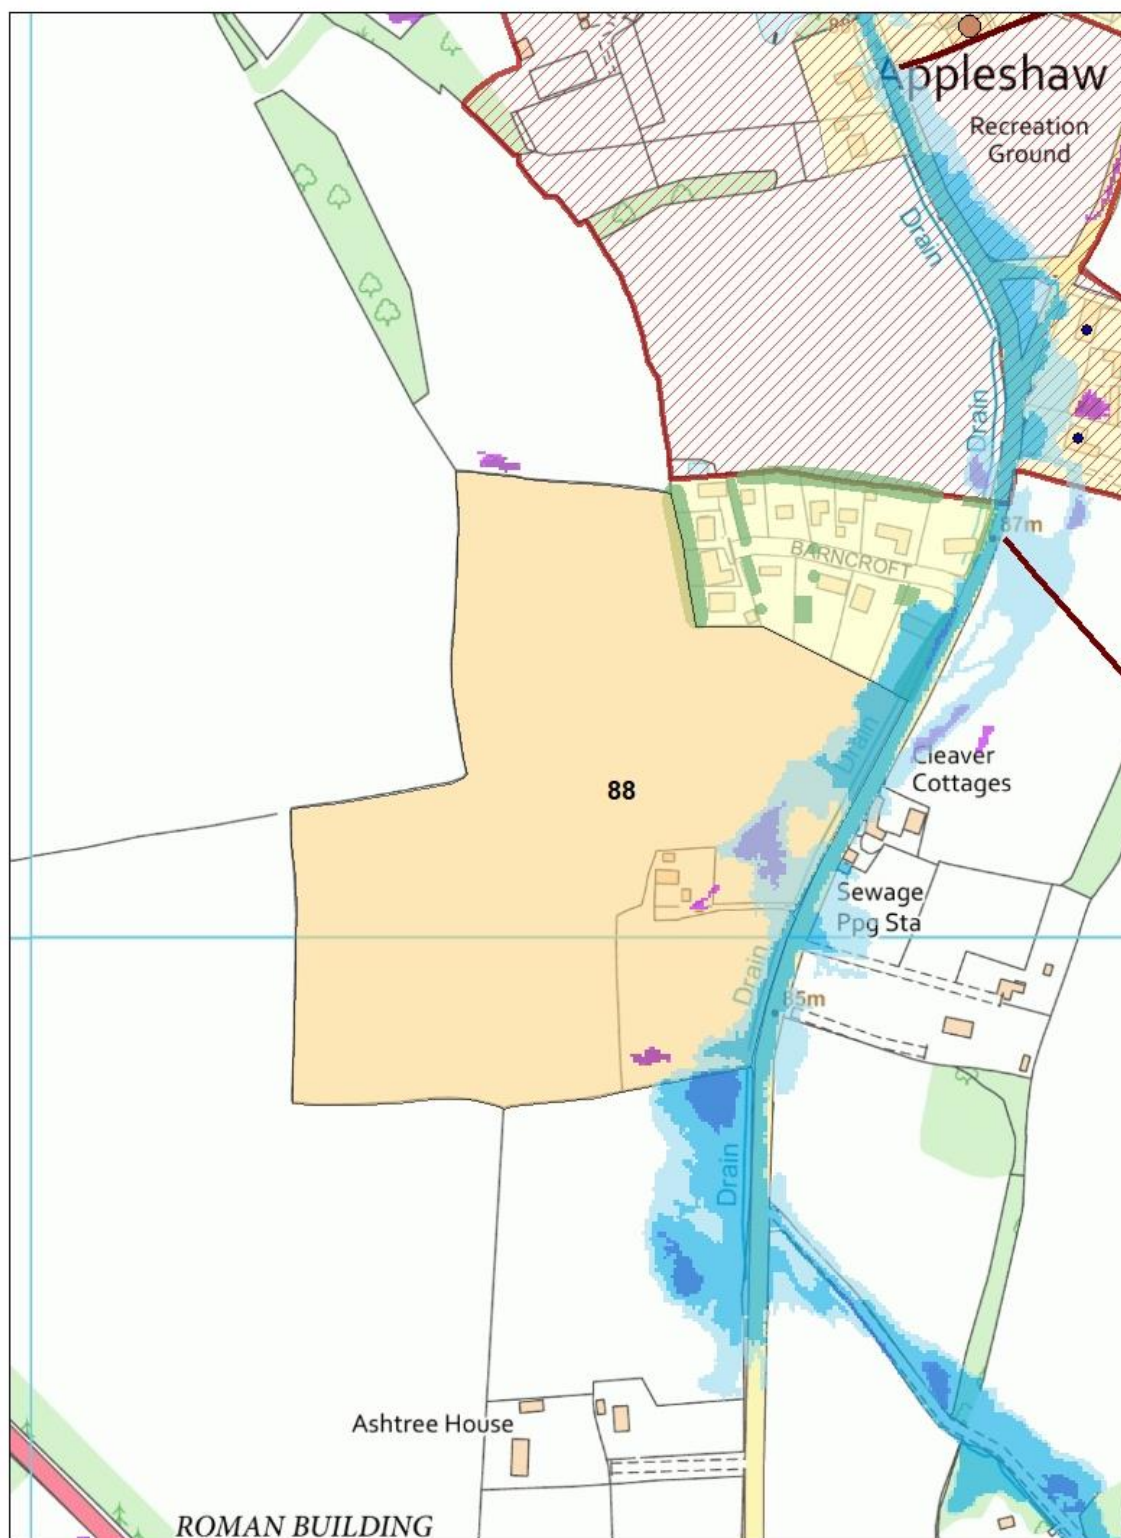 88
Appleshaw
Recreation
Ground
Drain
Drain
87m
BARNCROFT
Drain
Cleaver
Cottages
88
Sewage
Ppg Sta
Drain
85m
Drain
Ashtree House
ROMAN BUILDING